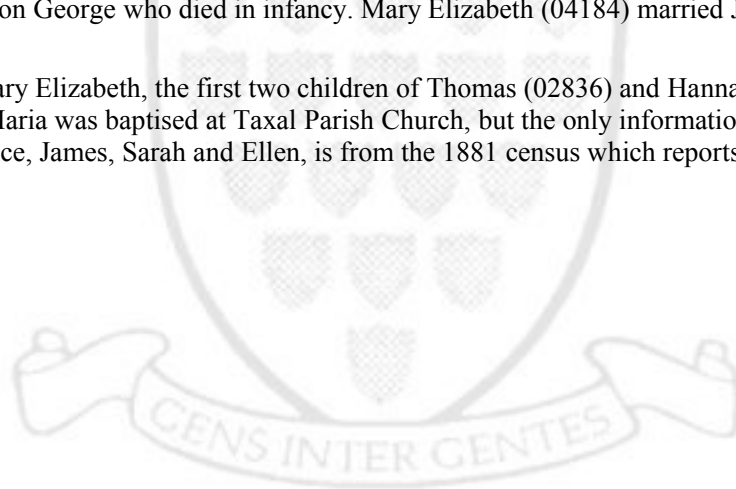 on George who died in infancy. Mary Elizabeth (04184) married J
ary Elizabeth, the first two children of Thomas (02836) and Hanna
Maria was baptised at Taxal Parish Church, but the only informatio
ce, James, Sarah and Ellen, is from the 1881 census which reports
GENS INTER GENTES